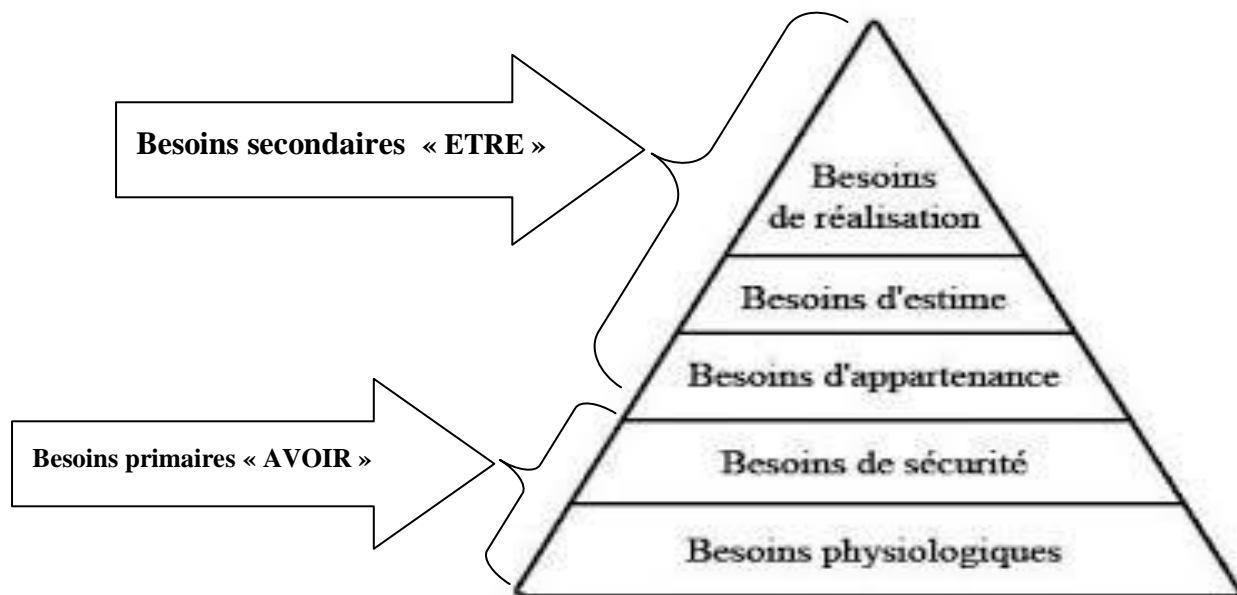 Besoins secondaires « ETRE »
Besoins
de réalisation
Besoins d'estime
Besoins d'appartenance
Besoins primaires « AVOIR »
Besoins de sécurité
Besoins physiologiques